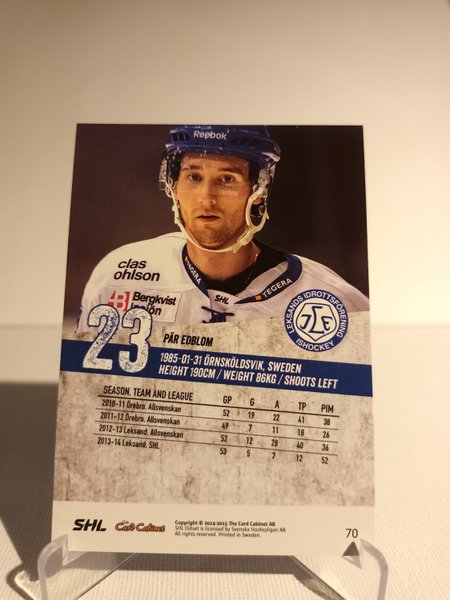 Reebok
clas
ohlson
TEGERA
TEGERA
SHL
Bergkvist
LEKSANDS IDROTTSFÖRENING
ISHOCKEY
23
PÄR EDBLOM
1985-01-31 ÖRNSKÖLDSVIK, SWEDEN
HEIGHT 190CM / WEIGHT 86KG / SHOOTS LEFT
SEASON, TEAM AND LEAGUE GP G A TP PIM
2010-11 Örebro, Allsvenskan 52 19 22 41 38
2011-12 Örebro, Allsvenskan 49 7 11 18 26
2012-13 Leksand, Allsvenskan 52 12 28 40 36
2013-14 Leksand, SHL 53 5 7 12 52
SHL Card Cabinet
Copyright © 2014-2015 The Card Cabinet AB
SHL Elitset is licensed by Svenska Hockeyligan AB.
All rights reserved. Printed in Sweden.
70